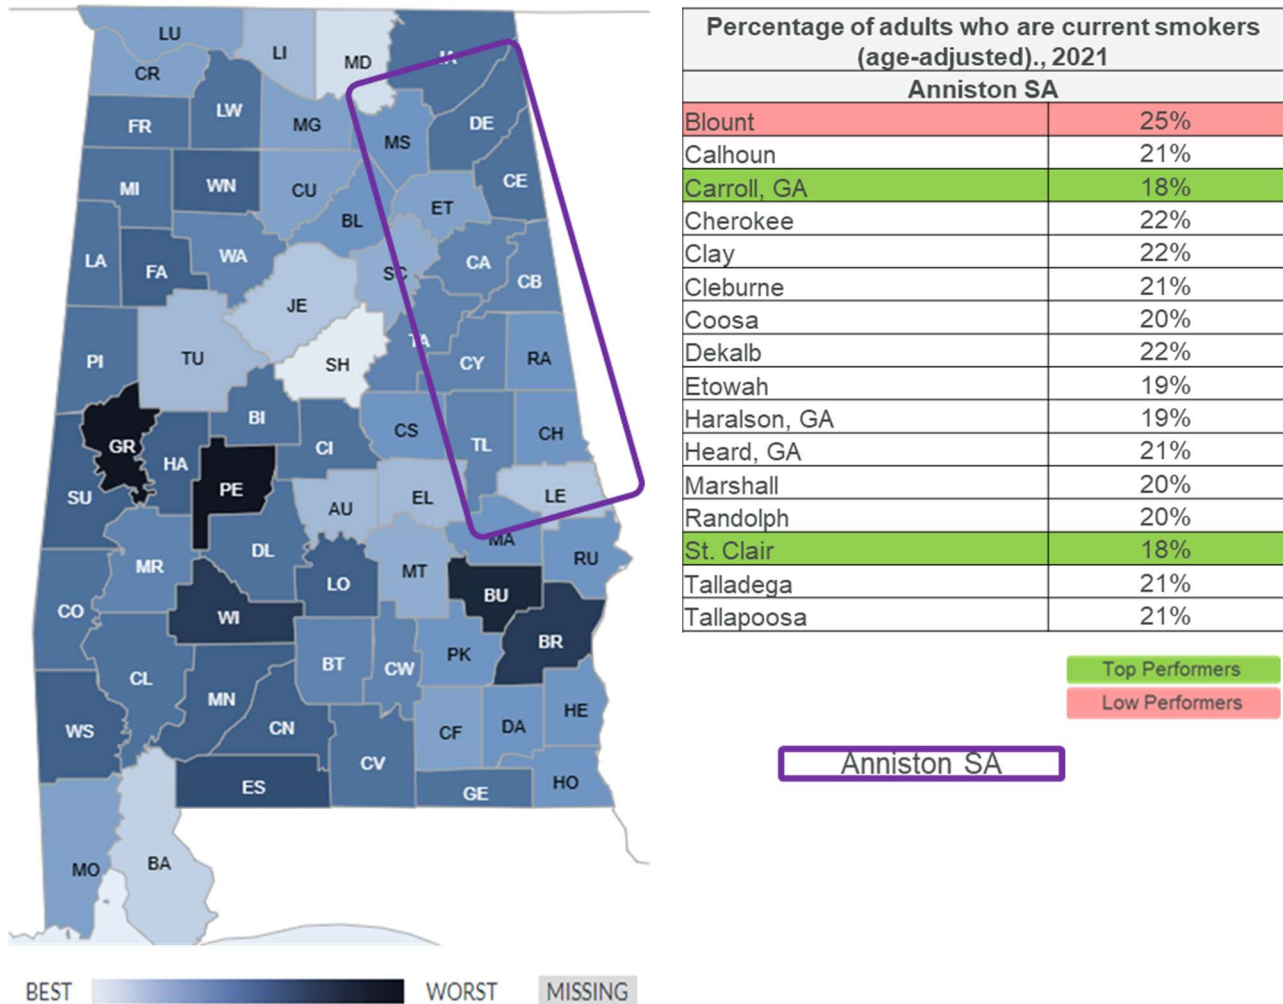 LU
LI
MD
JA
CR
LW
FR
MG
MS
DE
MI
WN
CU
CE
BL
ET
LA
FA
WA
SC
CA
CB
JE
PI
TU
SH
TA
CY
RA
BI
GR
CI
CS
CH
HA
TL
PE
SU
AU
EL
LE
MR
DL
MA
RU
LO
MT
BU
CO
WI
BR
BT
CW
PK
CL
MN
WS
CN
CF
DA
HE
CV
ES
GE
HO
MO
BA
BEST
WORST
MISSING
Percentage of adults who are current smokers
(age-adjusted)., 2021
Anniston SA
Blount 25%
Calhoun 21%
Carroll, GA 18%
Cherokee 22%
Clay 22%
Cleburne 21%
Coosa 20%
Dekalb 22%
Etowah 19%
Haralson, GA 19%
Heard, GA 21%
Marshall 20%
Randolph 20%
St. Clair 18%
Talladega 21%
Tallapoosa 21%
Top Performers
Low Performers
Anniston SA